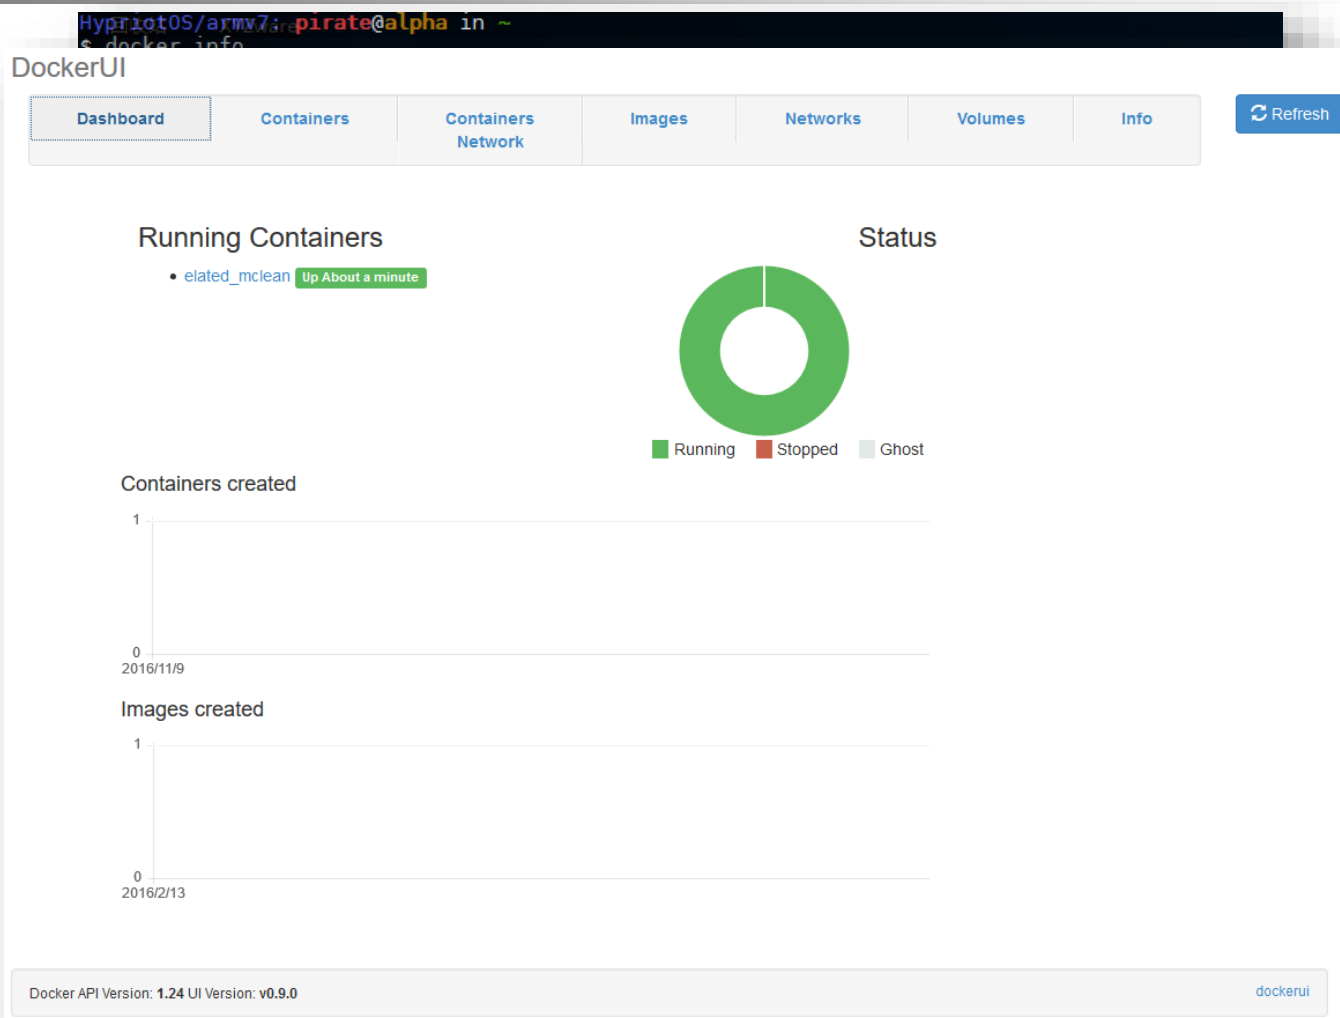 HypriotOS/armv7: pirate@alpha in ~
$ docker info
DockerUI
Dashboard
Containers
Containers Network
Images
Networks
Volumes
Info
Refresh
Running Containers
elated_mclean Up About a minute
Status
Running
Stopped
Ghost
Containers created
1
0
2016/11/9
Images created
1
0
2016/2/13
Docker API Version: 1.24 UI Version: v0.9.0
dockerui